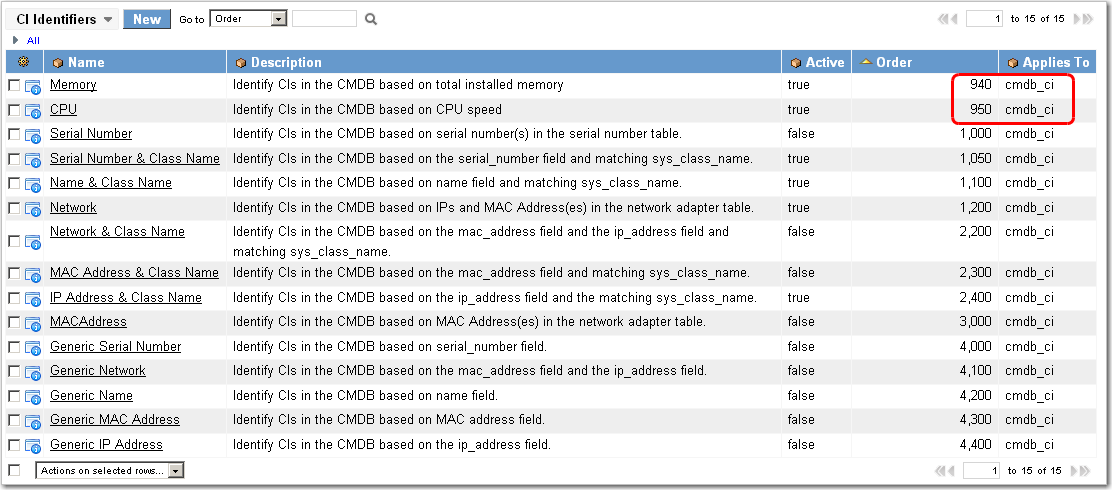 CI Identifiers New Go to Order 1 to 15 of 15
All
Name Description Active Order Applies To
Memory Identify CIs in the CMDB based on total installed memory true 940 cmdb_ci
CPU Identify CIs in the CMDB based on CPU speed true 950 cmdb_ci
Serial Number Identify CIs in the CMDB based on serial number(s) in the serial number table. false 1,000 cmdb_ci
Serial Number & Class Name Identify CIs in the CMDB based on the serial_number field and matching sys_class_name. true 1,050 cmdb_ci
Name & Class Name Identify CIs in the CMDB based on name field and matching sys_class_name. true 1,100 cmdb_ci
Network Identify CIs in the CMDB based on IPs and MAC Address(es) in the network adapter table. true 1,200 cmdb_ci
Network & Class Name Identify CIs in the CMDB based on the mac_address field and the ip_address field and false 2,200 cmdb_ci
matching sys_class_name.
MAC Address & Class Name Identify CIs in the CMDB based on the mac_address field and matching sys_class_name. false 2,300 cmdb_ci
IP Address & Class Name Identify CIs in the CMDB based on the ip_address field and the matching sys_class_name. true 2,400 cmdb_ci
MACAddress Identify CIs in the CMDB based on MAC Address(es) in the network adapter table. false 3,000 cmdb_ci
Generic Serial Number Identify CIs in the CMDB based on serial_number field. false 4,000 cmdb_ci
Generic Network Identify CIs in the CMDB based on the mac_address field and the ip_address field. false 4,100 cmdb_ci
Generic Name Identify CIs in the CMDB based on name field. false 4,200 cmdb_ci
Generic MAC Address Identify CIs in the CMDB based on MAC address field. false 4,300 cmdb_ci
Generic IP Address Identify CIs in the CMDB based on the ip_address field. false 4,400 cmdb_ci
Actions on selected rows... 1 to 15 of 15